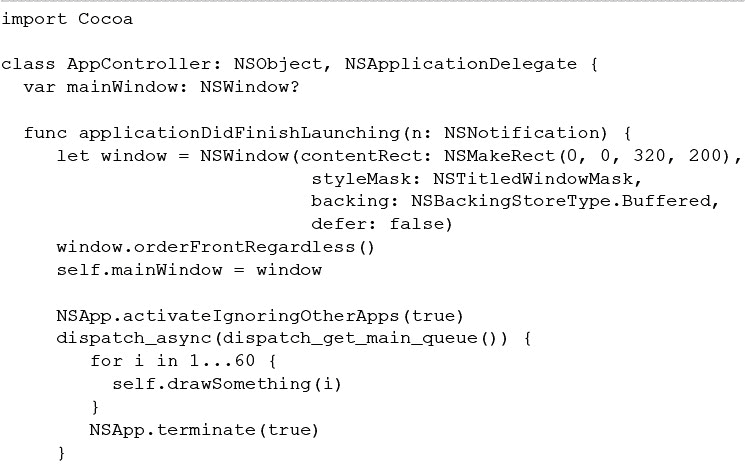 import Cocoa

class AppController: NSObject, NSApplicationDelegate {
  var mainWindow: NSWindow?

  func applicationDidFinishLaunching(n: NSNotification) {
     let window = NSWindow(contentRect: NSMakeRect(0, 0, 320, 200),
                           styleMask: NSTitledWindowMask,
                           backing: NSBackingStoreType.Buffered,
                           defer: false)
     window.orderFrontRegardless()
     self.mainWindow = window

     NSApp.activateIgnoringOtherApps(true)
     dispatch_async(dispatch_get_main_queue()) {
        for i in 1...60 {
          self.drawSomething(i)
        }
        NSApp.terminate(true)
     }